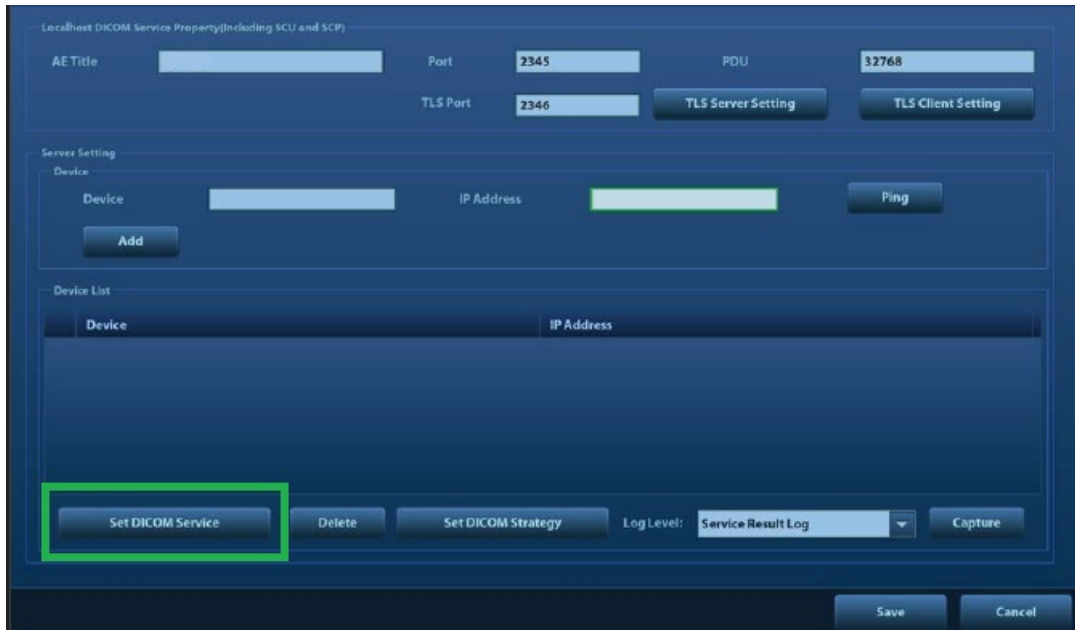 Localhost DICOM Service Property(Including SCU and SCP)
AE Title Port 2345 PDU 32768
TLS Port 2346 TLS Server Setting TLS Client Setting
Server Setting
Device
Device IP Address Ping
Add
Device List
Device IP Address
Set DICOM Service Delete Set DICOM Strategy Log Level: Service Result Log Capture
Save Cancel